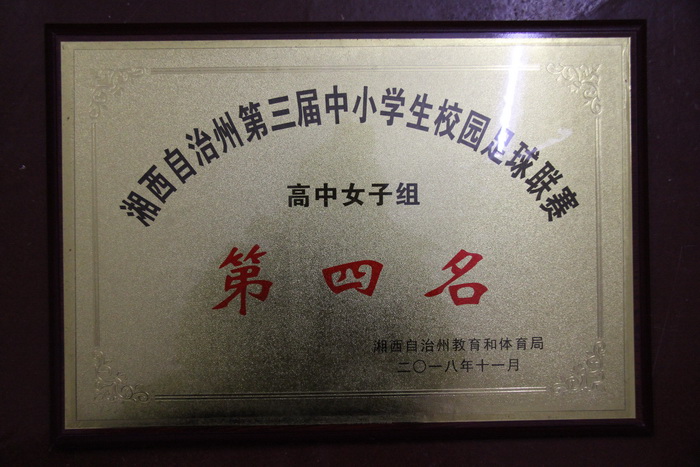 湘西自治州第三届中小学生校园足球联赛
高中女子组
第四名
湘西自治州教育和体育局
二〇一八年十一月